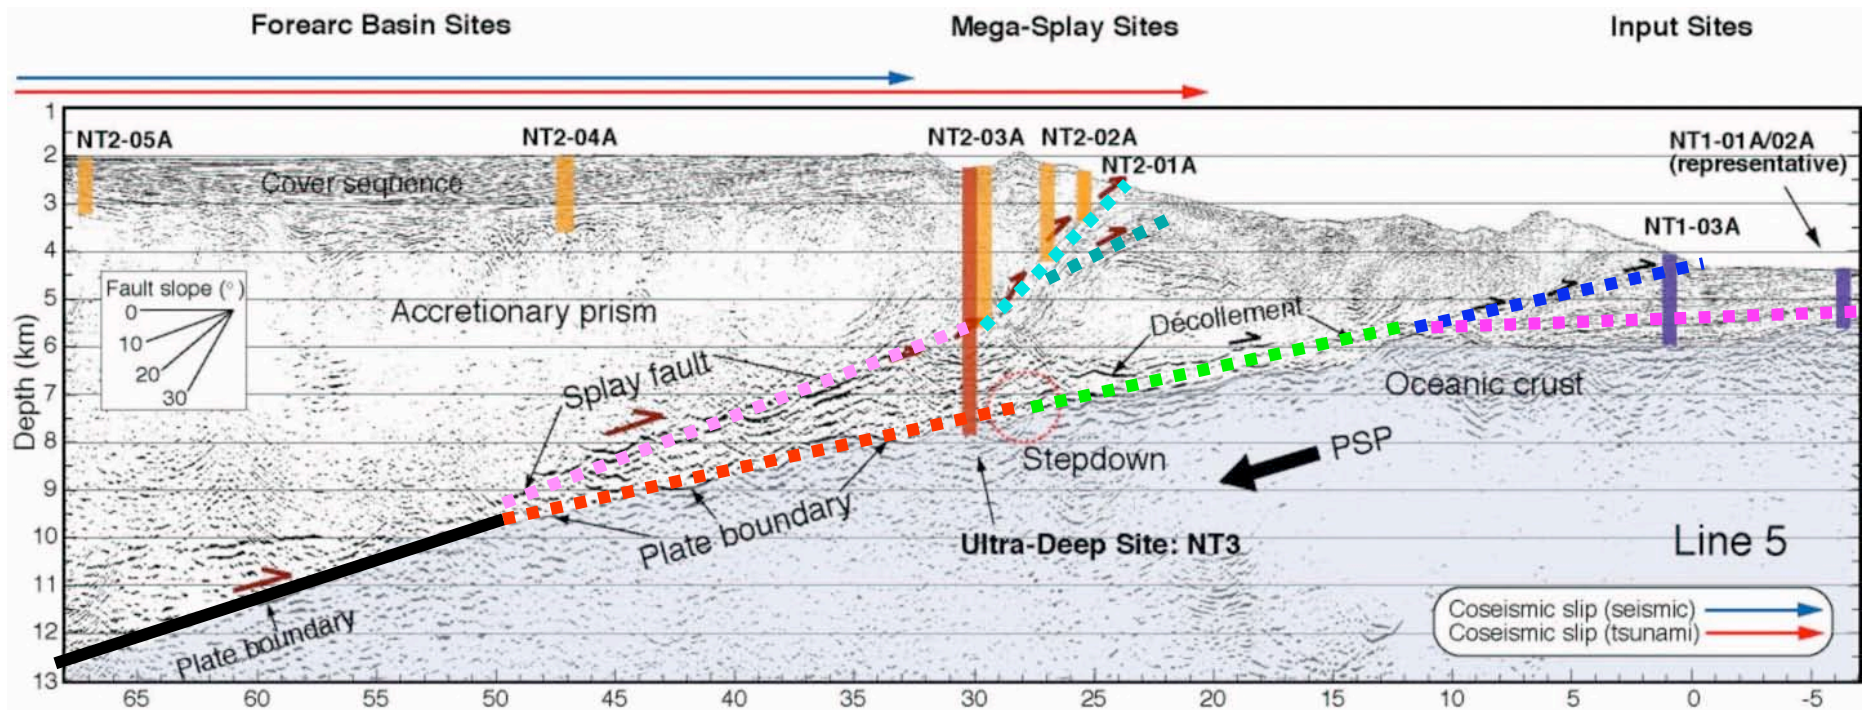 Forearc Basin Sites
Mega-Splay Sites
Input Sites
1
2
3
4
5
6
7
8
9
10
11
12
13
Depth (km)
NT2-05A
NT2-04A
NT2-03A
NT2-02A
NT2-01A
NT1-01A/02A
(representative)
NT1-03A
Cover sequence
Fault slope (°)
0
10
20
30
Accretionary prism
Splay fault
Décollement
Oceanic crust
Stepdown
PSP
Plate boundary
Ultra-Deep Site: NT3
Plate boundary
Line 5
Coseismic slip (seismic)
Coseismic slip (tsunami)
65
60
55
50
45
40
35
30
25
20
15
10
5
0
-5